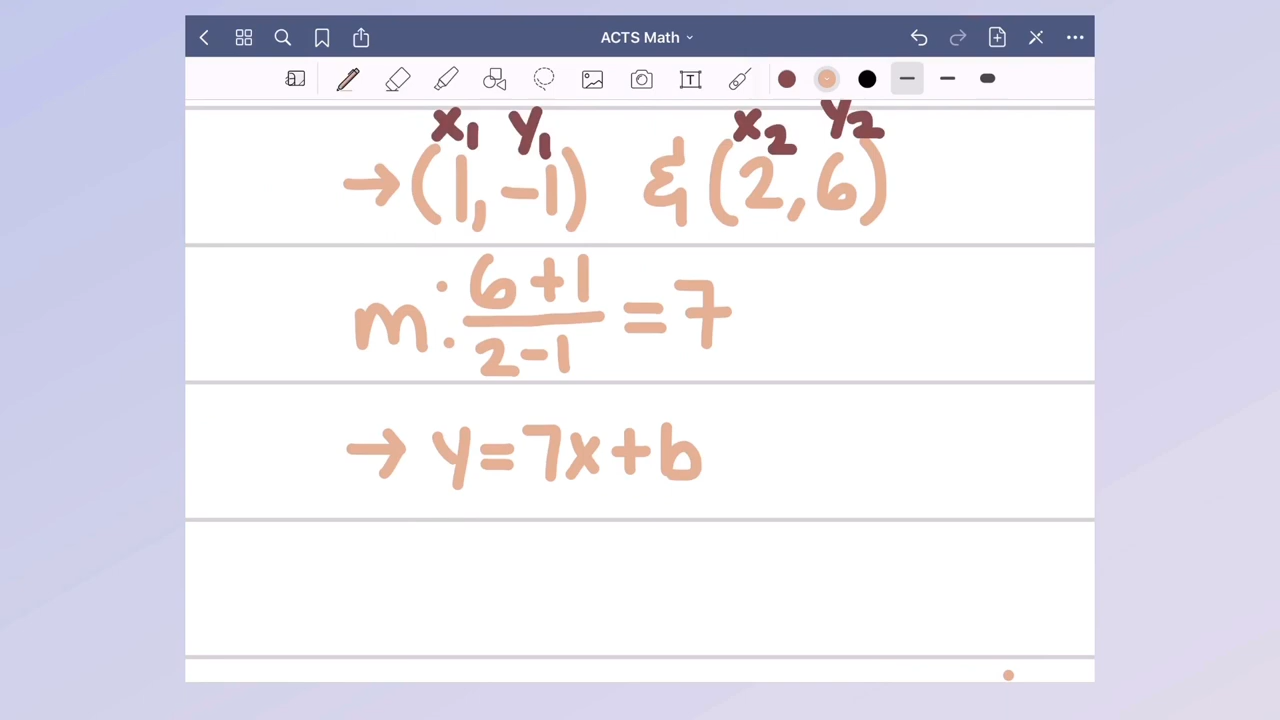 ACTS Math
T
x₁ y₁ x₂ y₂
→ (1, -1) & (2, 6)
m: 6+1/2-1 = 7
→ y=7x+b